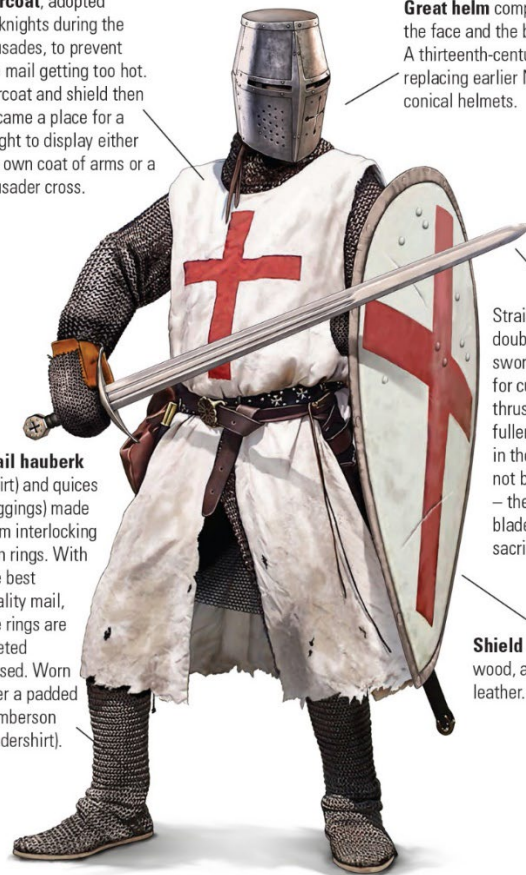 rcoat, adopted
knights during the
usades, to prevent
mail getting too hot.
rcoat and shield then
came a place for a
ght to display either
own coat of arms or a
usader cross.
Great helm comp
the face and the b
A thirteenth-centu
replacing earlier N
conical helmets.
Strai
doub
swor
for c
thrus
fuller
in the
not b
– the
blade
sacri
ail hauberk
irt) and quices
ggings) made
m interlocking
n rings. With
e best
ality mail,
e rings are
eted
sed. Worn
er a padded
mberson
dershirt).
Shield
wood, a
leather.